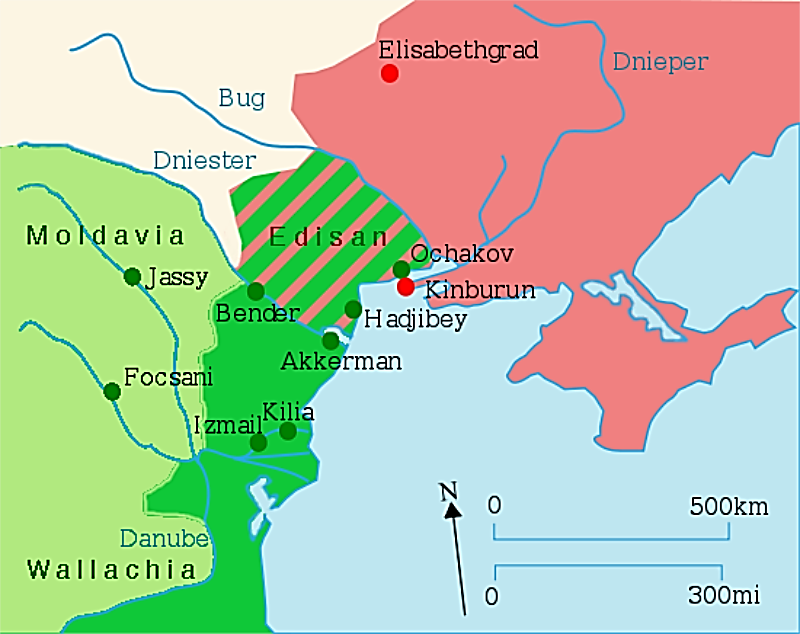 Elisabethgrad
Dnieper
Bug
Dniester
Moldavia
Edisan
Ochakov
Jassy
Kinburun
Bender
Hadjibey
Akkerman
Focsani
Kilia
Izmail
N
0
500km
Danube
Wallachia
0
300mi